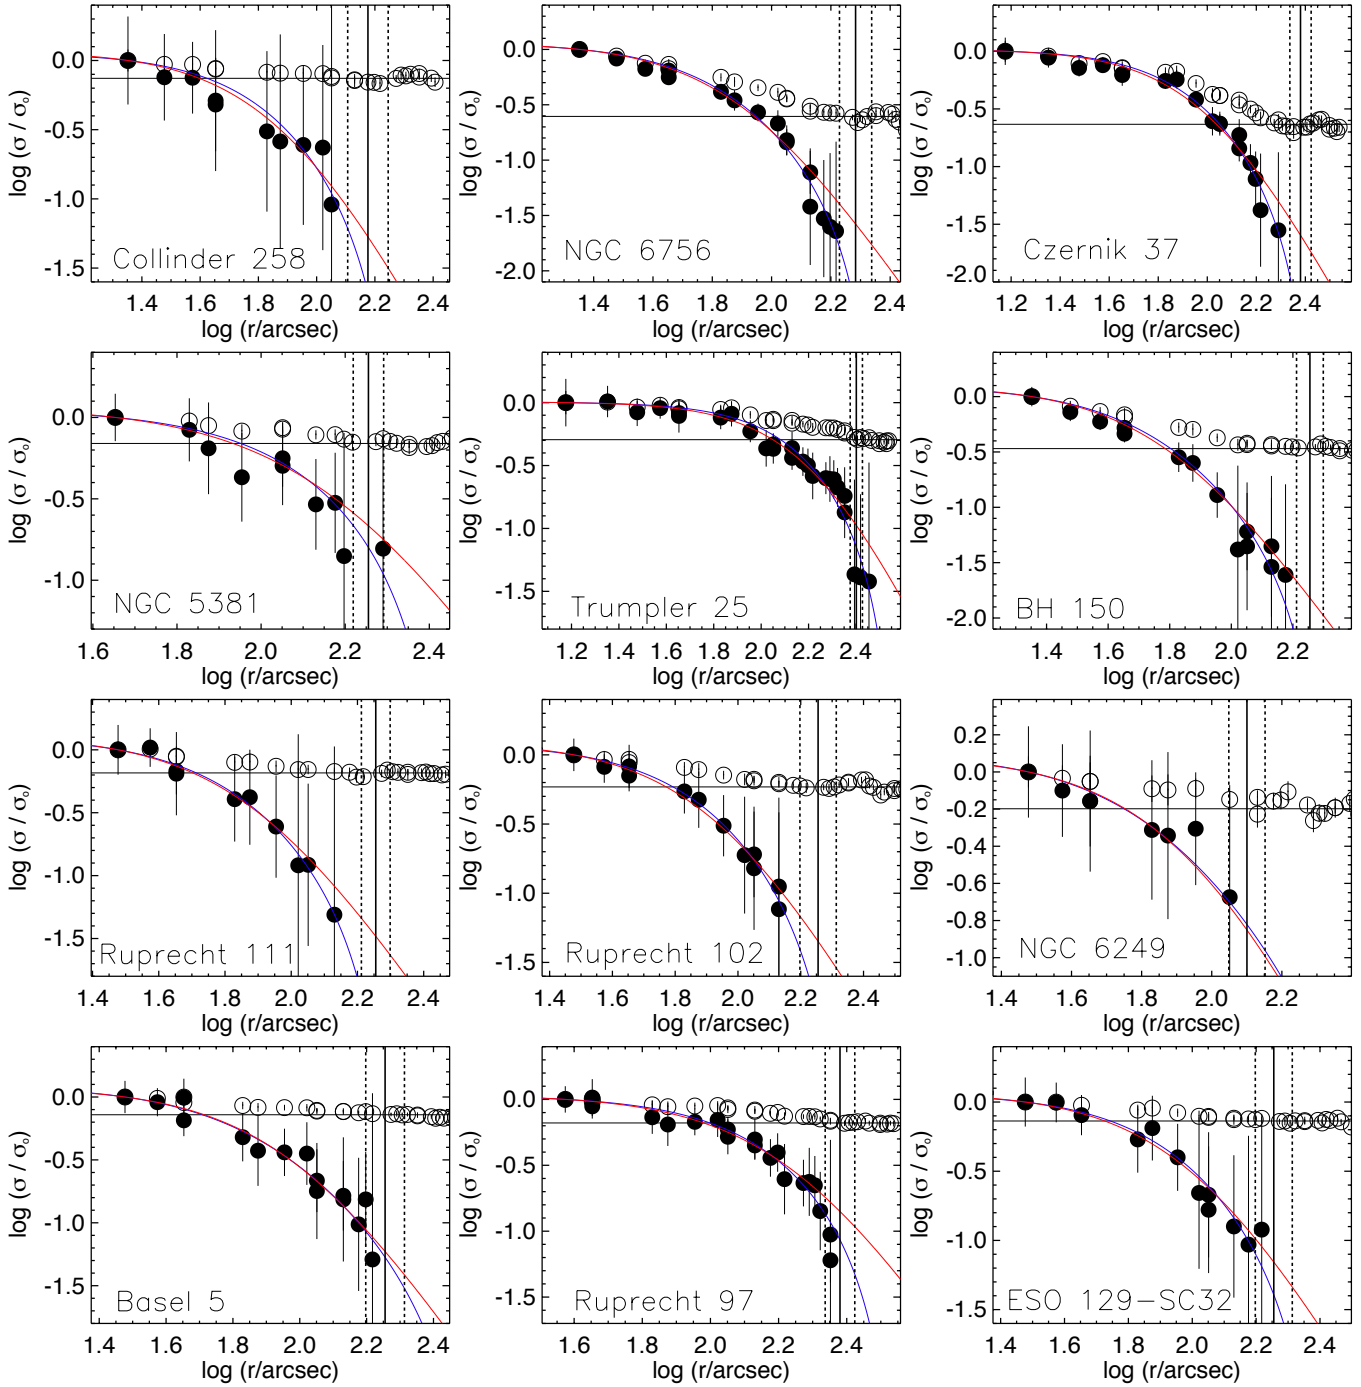 0.0
-0.5
-1.0
-1.5
log (σ / σ₀)
Collinder 258
1.4 1.6 1.8 2.0 2.2 2.4
log (r/arcsec)
0.0
-0.5
-1.0
-1.5
-2.0
log (σ / σ₀)
NGC 6756
1.4 1.6 1.8 2.0 2.2 2.4
log (r/arcsec)
0.0
-0.5
-1.0
-1.5
-2.0
log (σ / σ₀)
Czernik 37
1.2 1.4 1.6 1.8 2.0 2.2 2.4
log (r/arcsec)
0.0
-0.5
-1.0
log (σ / σ₀)
NGC 5381
1.6 1.8 2.0 2.2 2.4
log (r/arcsec)
0.0
-0.5
-1.0
-1.5
log (σ / σ₀)
Trumpler 25
1.2 1.4 1.6 1.8 2.0 2.2 2.4
log (r/arcsec)
0.0
-0.5
-1.0
-1.5
-2.0
log (σ / σ₀)
BH 150
1.4 1.6 1.8 2.0 2.2
log (r/arcsec)
0.0
-0.5
-1.0
-1.5
log (σ / σ₀)
Ruprecht 111
1.4 1.6 1.8 2.0 2.2 2.4
log (r/arcsec)
0.0
-0.5
-1.0
-1.5
log (σ / σ₀)
Ruprecht 102
1.4 1.6 1.8 2.0 2.2 2.4
log (r/arcsec)
0.2
0.0
-0.2
-0.4
-0.6
-0.8
-1.0
log (σ / σ₀)
NGC 6249
1.4 1.6 1.8 2.0 2.2
log (r/arcsec)
0.0
-0.5
-1.0
-1.5
log (σ / σ₀)
Basel 5
1.4 1.6 1.8 2.0 2.2 2.4
log (r/arcsec)
0.0
-0.5
-1.0
-1.5
log (σ / σ₀)
Ruprecht 97
1.6 1.8 2.0 2.2 2.4
log (r/arcsec)
0.0
-0.5
-1.0
-1.5
log (σ / σ₀)
ESO 129-SC32
1.4 1.6 1.8 2.0 2.2 2.4
log (r/arcsec)